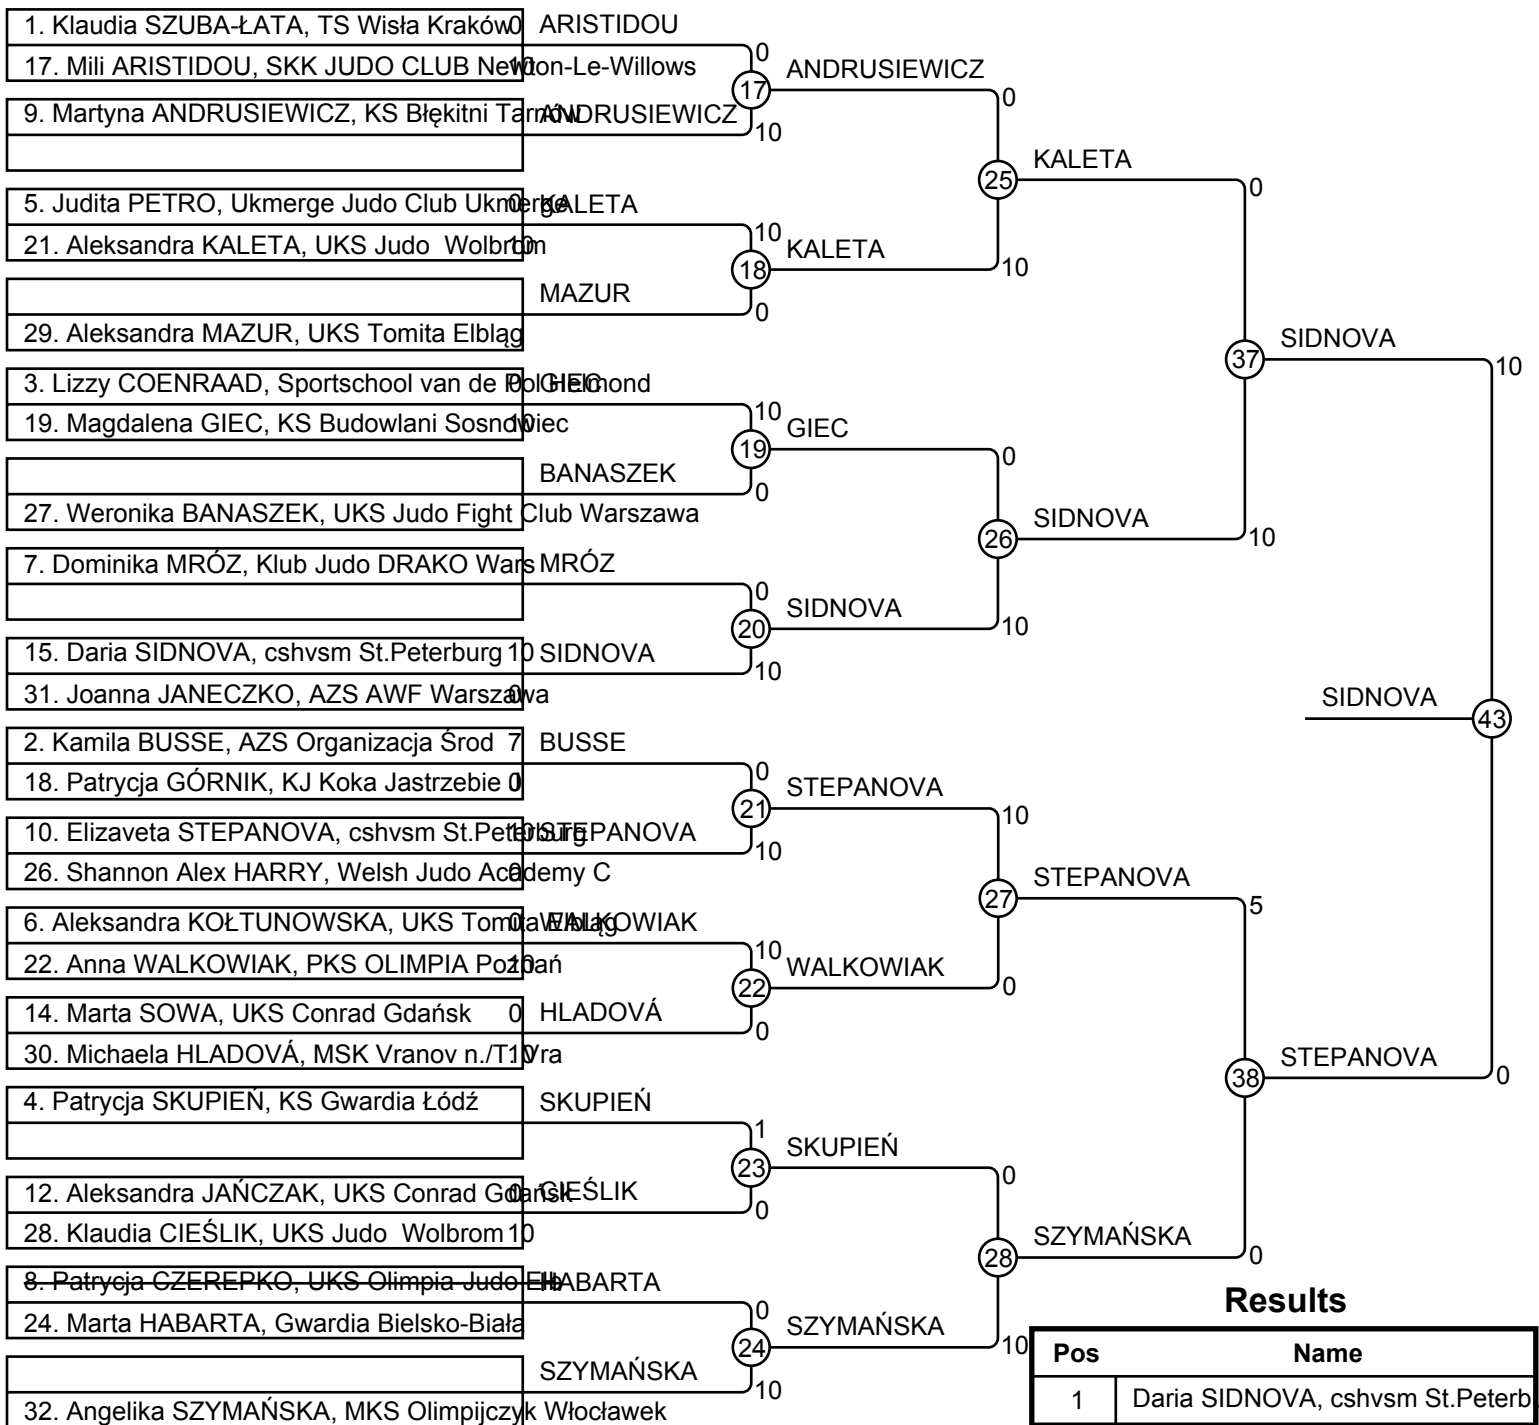 1. Klaudia SZUBA-ŁATA, TS Wisła Kraków 0
17. Mili ARISTIDOU, SKK JUDO CLUB Newton-Le-Willows 10
ARISTIDOU
9. Martyna ANDRUSIEWICZ, KS Błękitni Tarnów
ANDRUSIEWICZ
0
17
10
ANDRUSIEWICZ
5. Judita PETRO, Ukmerge Judo Club Ukmerge 0
21. Aleksandra KALETA, UKS Judo Wolbrom 10
KALETA
MAZUR
29. Aleksandra MAZUR, UKS Tomita Elbląg
10
18
0
KALETA
0
25
10
KALETA
3. Lizzy COENRAAD, Sportschool van de Pol Helmond 0
19. Magdalena GIEC, KS Budowlani Sosnowiec 10
GIEC
BANASZEK
27. Weronika BANASZEK, UKS Judo Fight Club Warszawa
10
19
0
GIEC
7. Dominika MRÓZ, Klub Judo DRAKO Wars
MRÓZ
15. Daria SIDNOVA, cshvsm St.Peterburg 10
31. Joanna JANECZKO, AZS AWF Warszawa 0
SIDNOVA
0
20
10
SIDNOVA
0
26
10
SIDNOVA
0
37
10
SIDNOVA
2. Kamila BUSSE, AZS Organizacja Środ 7
18. Patrycja GÓRNIK, KJ Koka Jastrzebie 0
BUSSE
10. Elizaveta STEPANOVA, cshvsm St.Peterburg 10
26. Shannon Alex HARRY, Welsh Judo Academy C 0
STEPANOVA
0
21
10
STEPANOVA
6. Aleksandra KOŁTUNOWSKA, UKS Tomita Elbląg 0
22. Anna WALKOWIAK, PKS OLIMPIA Poznań 10
WALKOWIAK
14. Marta SOWA, UKS Conrad Gdańsk 0
30. Michaela HLADOVÁ, MSK Vranov n./T. Vra 10
HLADOVÁ
10
22
0
WALKOWIAK
10
27
0
STEPANOVA
4. Patrycja SKUPIEŃ, KS Gwardia Łódź
SKUPIEŃ
12. Aleksandra JAŃCZAK, UKS Conrad Gdańsk 0
28. Klaudia CIEŚLIK, UKS Judo Wolbrom 10
CIEŚLIK
1
23
0
SKUPIEŃ
8. Patrycja CZEREPKO, UKS Olimpia Judo Elb
24. Marta HABARTA, Gwardia Bielsko-Biała
HABARTA
SZYMAŃSKA
32. Angelika SZYMAŃSKA, MKS Olimpijczyk Włocławek
0
24
10
SZYMAŃSKA
0
28
10
SZYMAŃSKA
5
38
0
STEPANOVA
10
43
0
SIDNOVA
Results
Pos Name
1 Daria SIDNOVA, cshvsm St.Peterb